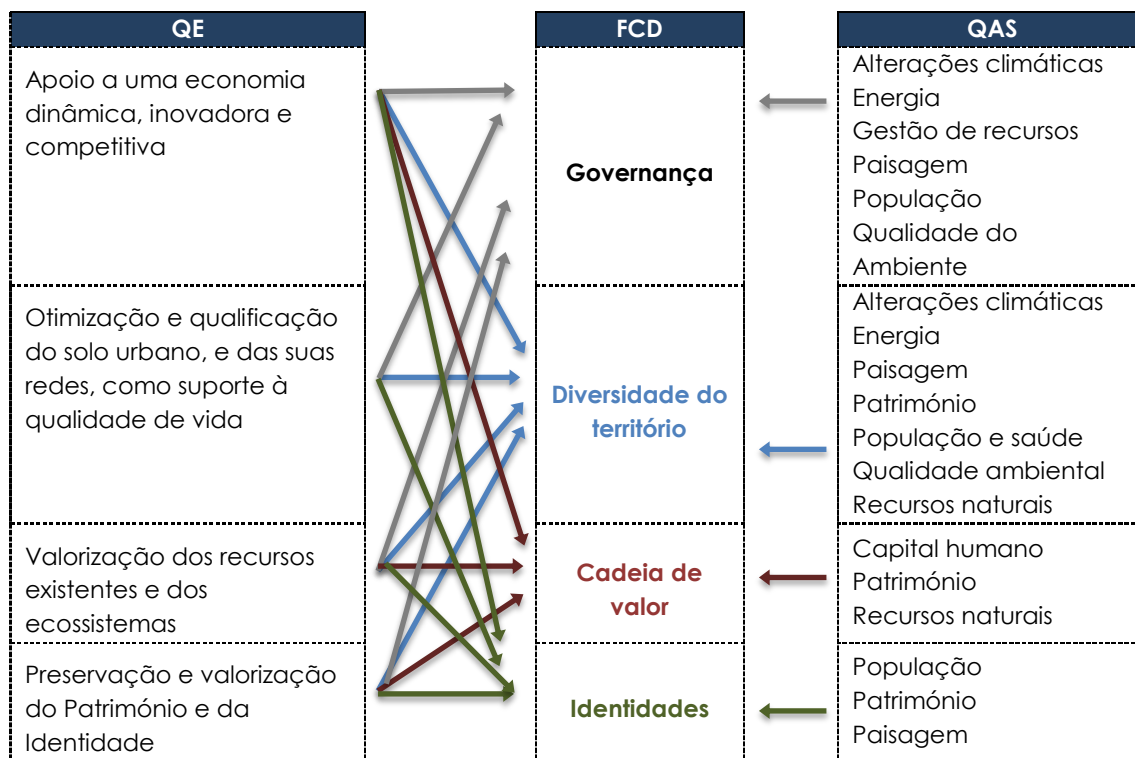 QE
FCD
QAS
Apoio a uma economia
dinâmica, inovadora e
competitiva
Governança
Alterações climáticas
Energia
Gestão de recursos
Paisagem
População
Qualidade do
Ambiente
Otimização e qualificação
do solo urbano, e das suas
redes, como suporte à
qualidade de vida
Diversidade do
território
Alterações climáticas
Energia
Paisagem
Património
População e saúde
Qualidade ambiental
Recursos naturais
Valorização dos recursos
existentes e dos
ecossistemas
Cadeia de
valor
Capital humano
Património
Recursos naturais
Preservação e valorização
do Património e da
Identidade
Identidades
População
Património
Paisagem